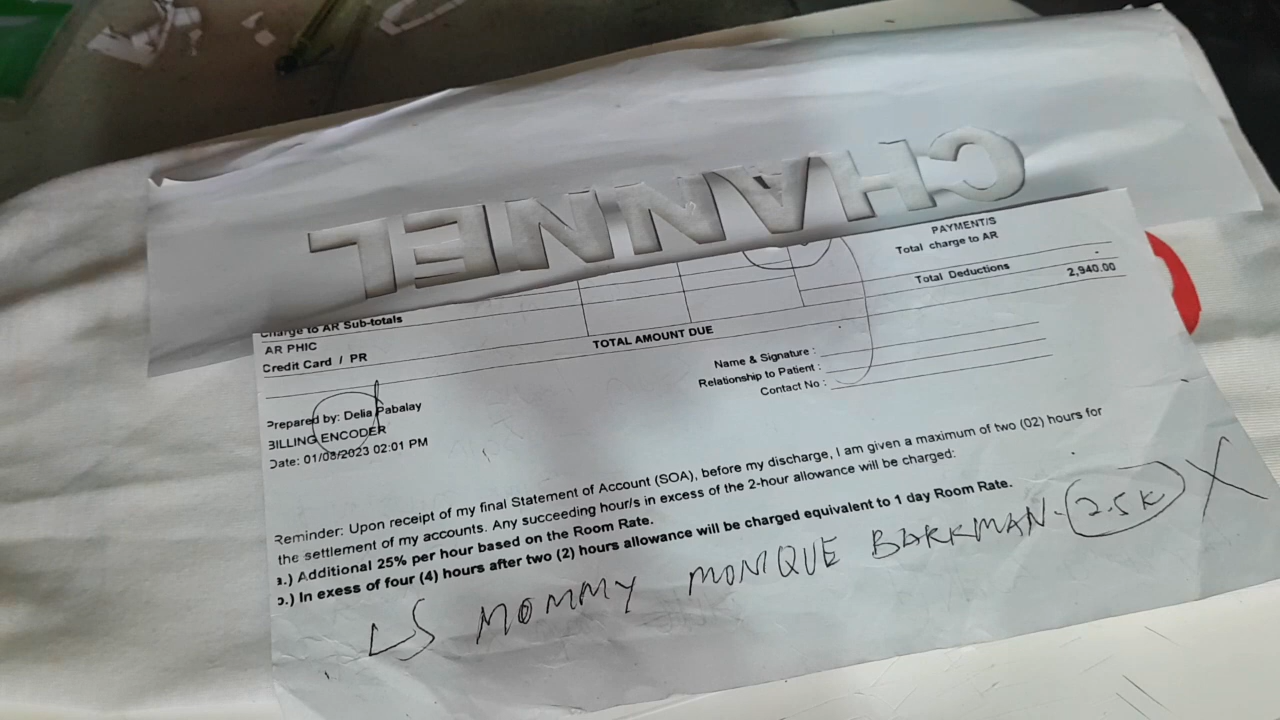 CHANNEL
PAYMENT/S
Total charge to AR
Total Deductions 2,940.00
Charge to AR Sub-totals
AR PHIC
Credit Card / PR
TOTAL AMOUNT DUE
Name & Signature :
Relationship to Patient :
Contact No :
Prepared by: Delia Pabalay
BILLING ENCODER
Date: 01/08/2023 02:01 PM
Reminder: Upon receipt of my final Statement of Account (SOA), before my discharge, I am given a maximum of two (02) hours for
the settlement of my accounts. Any succeeding hour/s in excess of the 2-hour allowance will be charged:
a.) Additional 25% per hour based on the Room Rate.
b.) In exess of four (4) hours after two (2) hours allowance will be charged equivalent to 1 day Room Rate.
MOMMY MONIQUE BARKMAN - 2.5K X